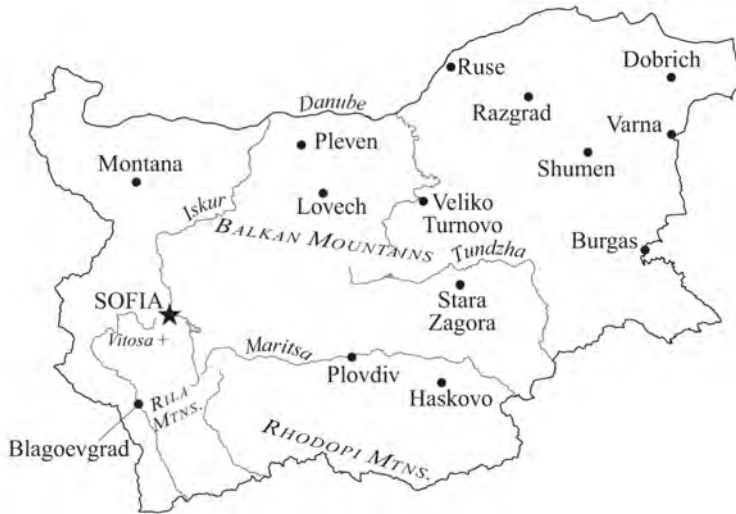 Ruse
Dobrich
Danube
Razgrad
Varna
Pleven
Montana
Shumen
Iskur
Lovech
Veliko
Turnovo
BALKAN MOUNTAINS
Burgas
Tundzha
SOFIA
Stara
Zagora
Vitosa +
Maritsa
Plovdiv
Haskovo
RILA
MTNS.
Blagoevgrad
RHODOPI MTNS.